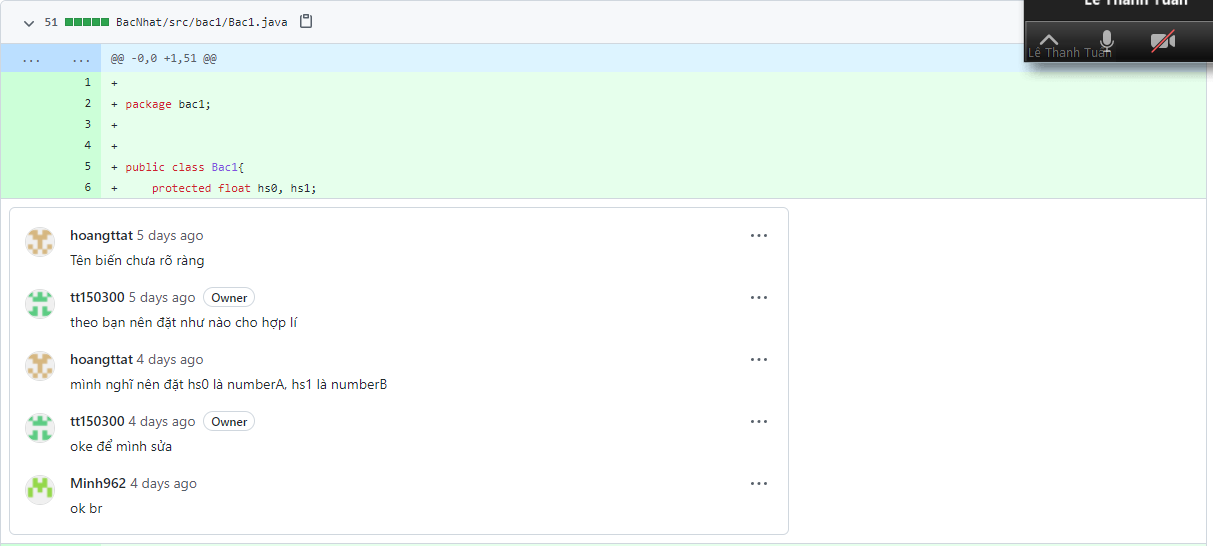 51 BacNhat/src/bac1/Bac1.java
Lê Thanh Tuấn
Lê Thanh Tuấn
... ... @@ -0,0 +1,51 @@
1 +
2 + package bac1;
3 +
4 +
5 + public class Bac1{
6 + protected float hs0, hs1;
hoangttat 5 days ago ...
Tên biến chưa rõ ràng
tt150300 5 days ago Owner ...
theo bạn nên đặt như nào cho hợp lí
hoangttat 4 days ago ...
mình nghĩ nên đặt hs0 là numberA, hs1 là numberB
tt150300 4 days ago Owner ...
oke để mình sửa
Minh962 4 days ago ...
ok br